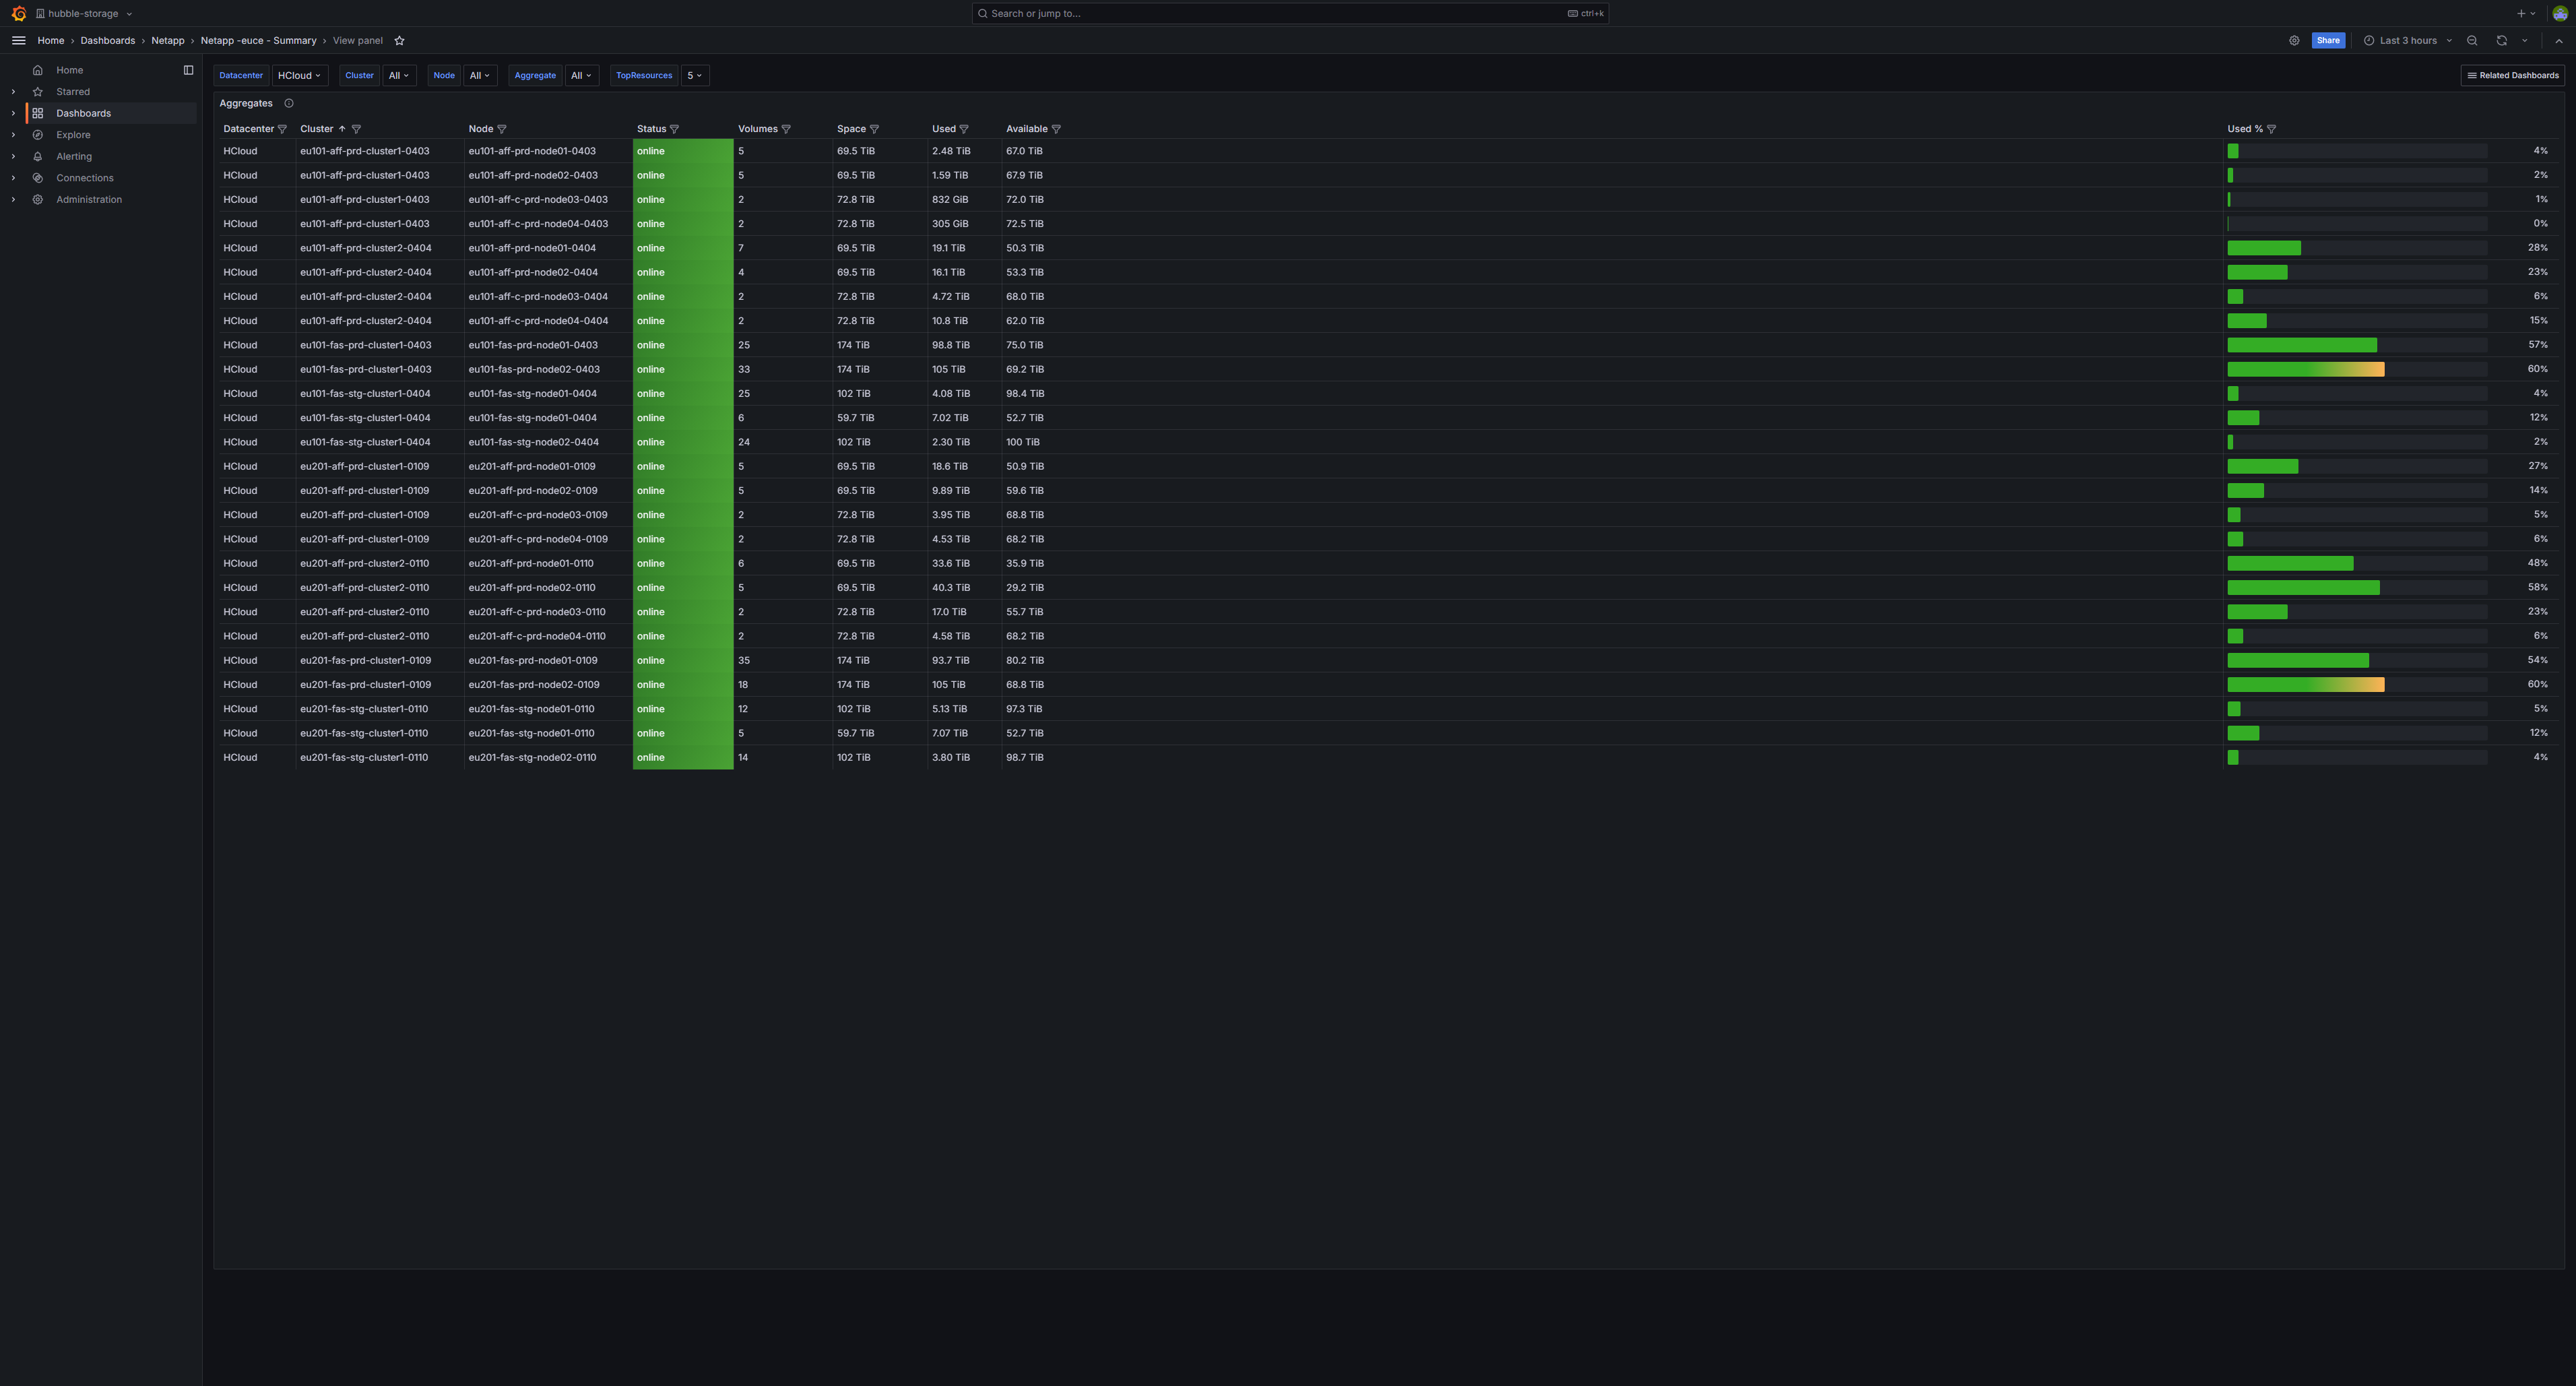 hubble-storage
Search or jump to...
ctrl+k
Home › Dashboards › Netapp › Netapp -euce - Summary › View panel
Share
Last 3 hours
Home
Starred
Dashboards
Explore
Alerting
Connections
Administration
Datacenter HCloud Cluster All Node All Aggregate All TopResources 5
Related Dashboards
Aggregates
Datacenter Cluster Node Status Volumes Space Used Available Used %
HCloud eu101-aff-prd-cluster1-0403 eu101-aff-prd-node01-0403 online 5 69.5 TiB 2.48 TiB 67.0 TiB 4%
HCloud eu101-aff-prd-cluster1-0403 eu101-aff-prd-node02-0403 online 5 69.5 TiB 1.59 TiB 67.9 TiB 2%
HCloud eu101-aff-prd-cluster1-0403 eu101-aff-c-prd-node03-0403 online 2 72.8 TiB 832 GiB 72.0 TiB 1%
HCloud eu101-aff-prd-cluster1-0403 eu101-aff-c-prd-node04-0403 online 2 72.8 TiB 305 GiB 72.5 TiB 0%
HCloud eu101-aff-prd-cluster2-0404 eu101-aff-prd-node01-0404 online 7 69.5 TiB 19.1 TiB 50.3 TiB 28%
HCloud eu101-aff-prd-cluster2-0404 eu101-aff-prd-node02-0404 online 4 69.5 TiB 16.1 TiB 53.3 TiB 23%
HCloud eu101-aff-prd-cluster2-0404 eu101-aff-c-prd-node03-0404 online 2 72.8 TiB 4.72 TiB 68.0 TiB 6%
HCloud eu101-aff-prd-cluster2-0404 eu101-aff-c-prd-node04-0404 online 2 72.8 TiB 10.8 TiB 62.0 TiB 15%
HCloud eu101-fas-prd-cluster1-0403 eu101-fas-prd-node01-0403 online 25 174 TiB 98.8 TiB 75.0 TiB 57%
HCloud eu101-fas-prd-cluster1-0403 eu101-fas-prd-node02-0403 online 33 174 TiB 105 TiB 69.2 TiB 60%
HCloud eu101-fas-stg-cluster1-0404 eu101-fas-stg-node01-0404 online 25 102 TiB 4.08 TiB 98.4 TiB 4%
HCloud eu101-fas-stg-cluster1-0404 eu101-fas-stg-node01-0404 online 6 59.7 TiB 7.02 TiB 52.7 TiB 12%
HCloud eu101-fas-stg-cluster1-0404 eu101-fas-stg-node02-0404 online 24 102 TiB 2.30 TiB 100 TiB 2%
HCloud eu201-aff-prd-cluster1-0109 eu201-aff-prd-node01-0109 online 5 69.5 TiB 18.6 TiB 50.9 TiB 27%
HCloud eu201-aff-prd-cluster1-0109 eu201-aff-prd-node02-0109 online 5 69.5 TiB 9.89 TiB 59.6 TiB 14%
HCloud eu201-aff-prd-cluster1-0109 eu201-aff-c-prd-node03-0109 online 2 72.8 TiB 3.95 TiB 68.8 TiB 5%
HCloud eu201-aff-prd-cluster1-0109 eu201-aff-c-prd-node04-0109 online 2 72.8 TiB 4.53 TiB 68.2 TiB 6%
HCloud eu201-aff-prd-cluster2-0110 eu201-aff-prd-node01-0110 online 6 69.5 TiB 33.6 TiB 35.9 TiB 48%
HCloud eu201-aff-prd-cluster2-0110 eu201-aff-prd-node02-0110 online 5 69.5 TiB 40.3 TiB 29.2 TiB 58%
HCloud eu201-aff-prd-cluster2-0110 eu201-aff-c-prd-node03-0110 online 2 72.8 TiB 17.0 TiB 55.7 TiB 23%
HCloud eu201-aff-prd-cluster2-0110 eu201-aff-c-prd-node04-0110 online 2 72.8 TiB 4.58 TiB 68.2 TiB 6%
HCloud eu201-fas-prd-cluster1-0109 eu201-fas-prd-node01-0109 online 35 174 TiB 93.7 TiB 80.2 TiB 54%
HCloud eu201-fas-prd-cluster1-0109 eu201-fas-prd-node02-0109 online 18 174 TiB 105 TiB 68.8 TiB 60%
HCloud eu201-fas-stg-cluster1-0110 eu201-fas-stg-node01-0110 online 12 102 TiB 5.13 TiB 97.3 TiB 5%
HCloud eu201-fas-stg-cluster1-0110 eu201-fas-stg-node01-0110 online 5 59.7 TiB 7.07 TiB 52.7 TiB 12%
HCloud eu201-fas-stg-cluster1-0110 eu201-fas-stg-node02-0110 online 14 102 TiB 3.80 TiB 98.7 TiB 4%